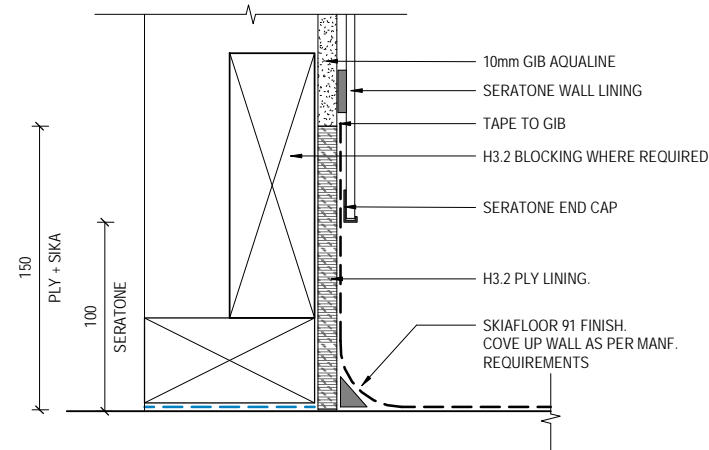 10mm GIB AQUALINE
SERATONE WALL LINING
TAPE TO GIB
H3.2 BLOCKING WHERE REQUIRED
SERATONE END CAP
H3.2 PLY LINING.
SKIAFLOOR 91 FINISH.
COVE UP WALL AS PER MANF.
REQUIREMENTS
150
PLY + SIKA
100
SERATONE